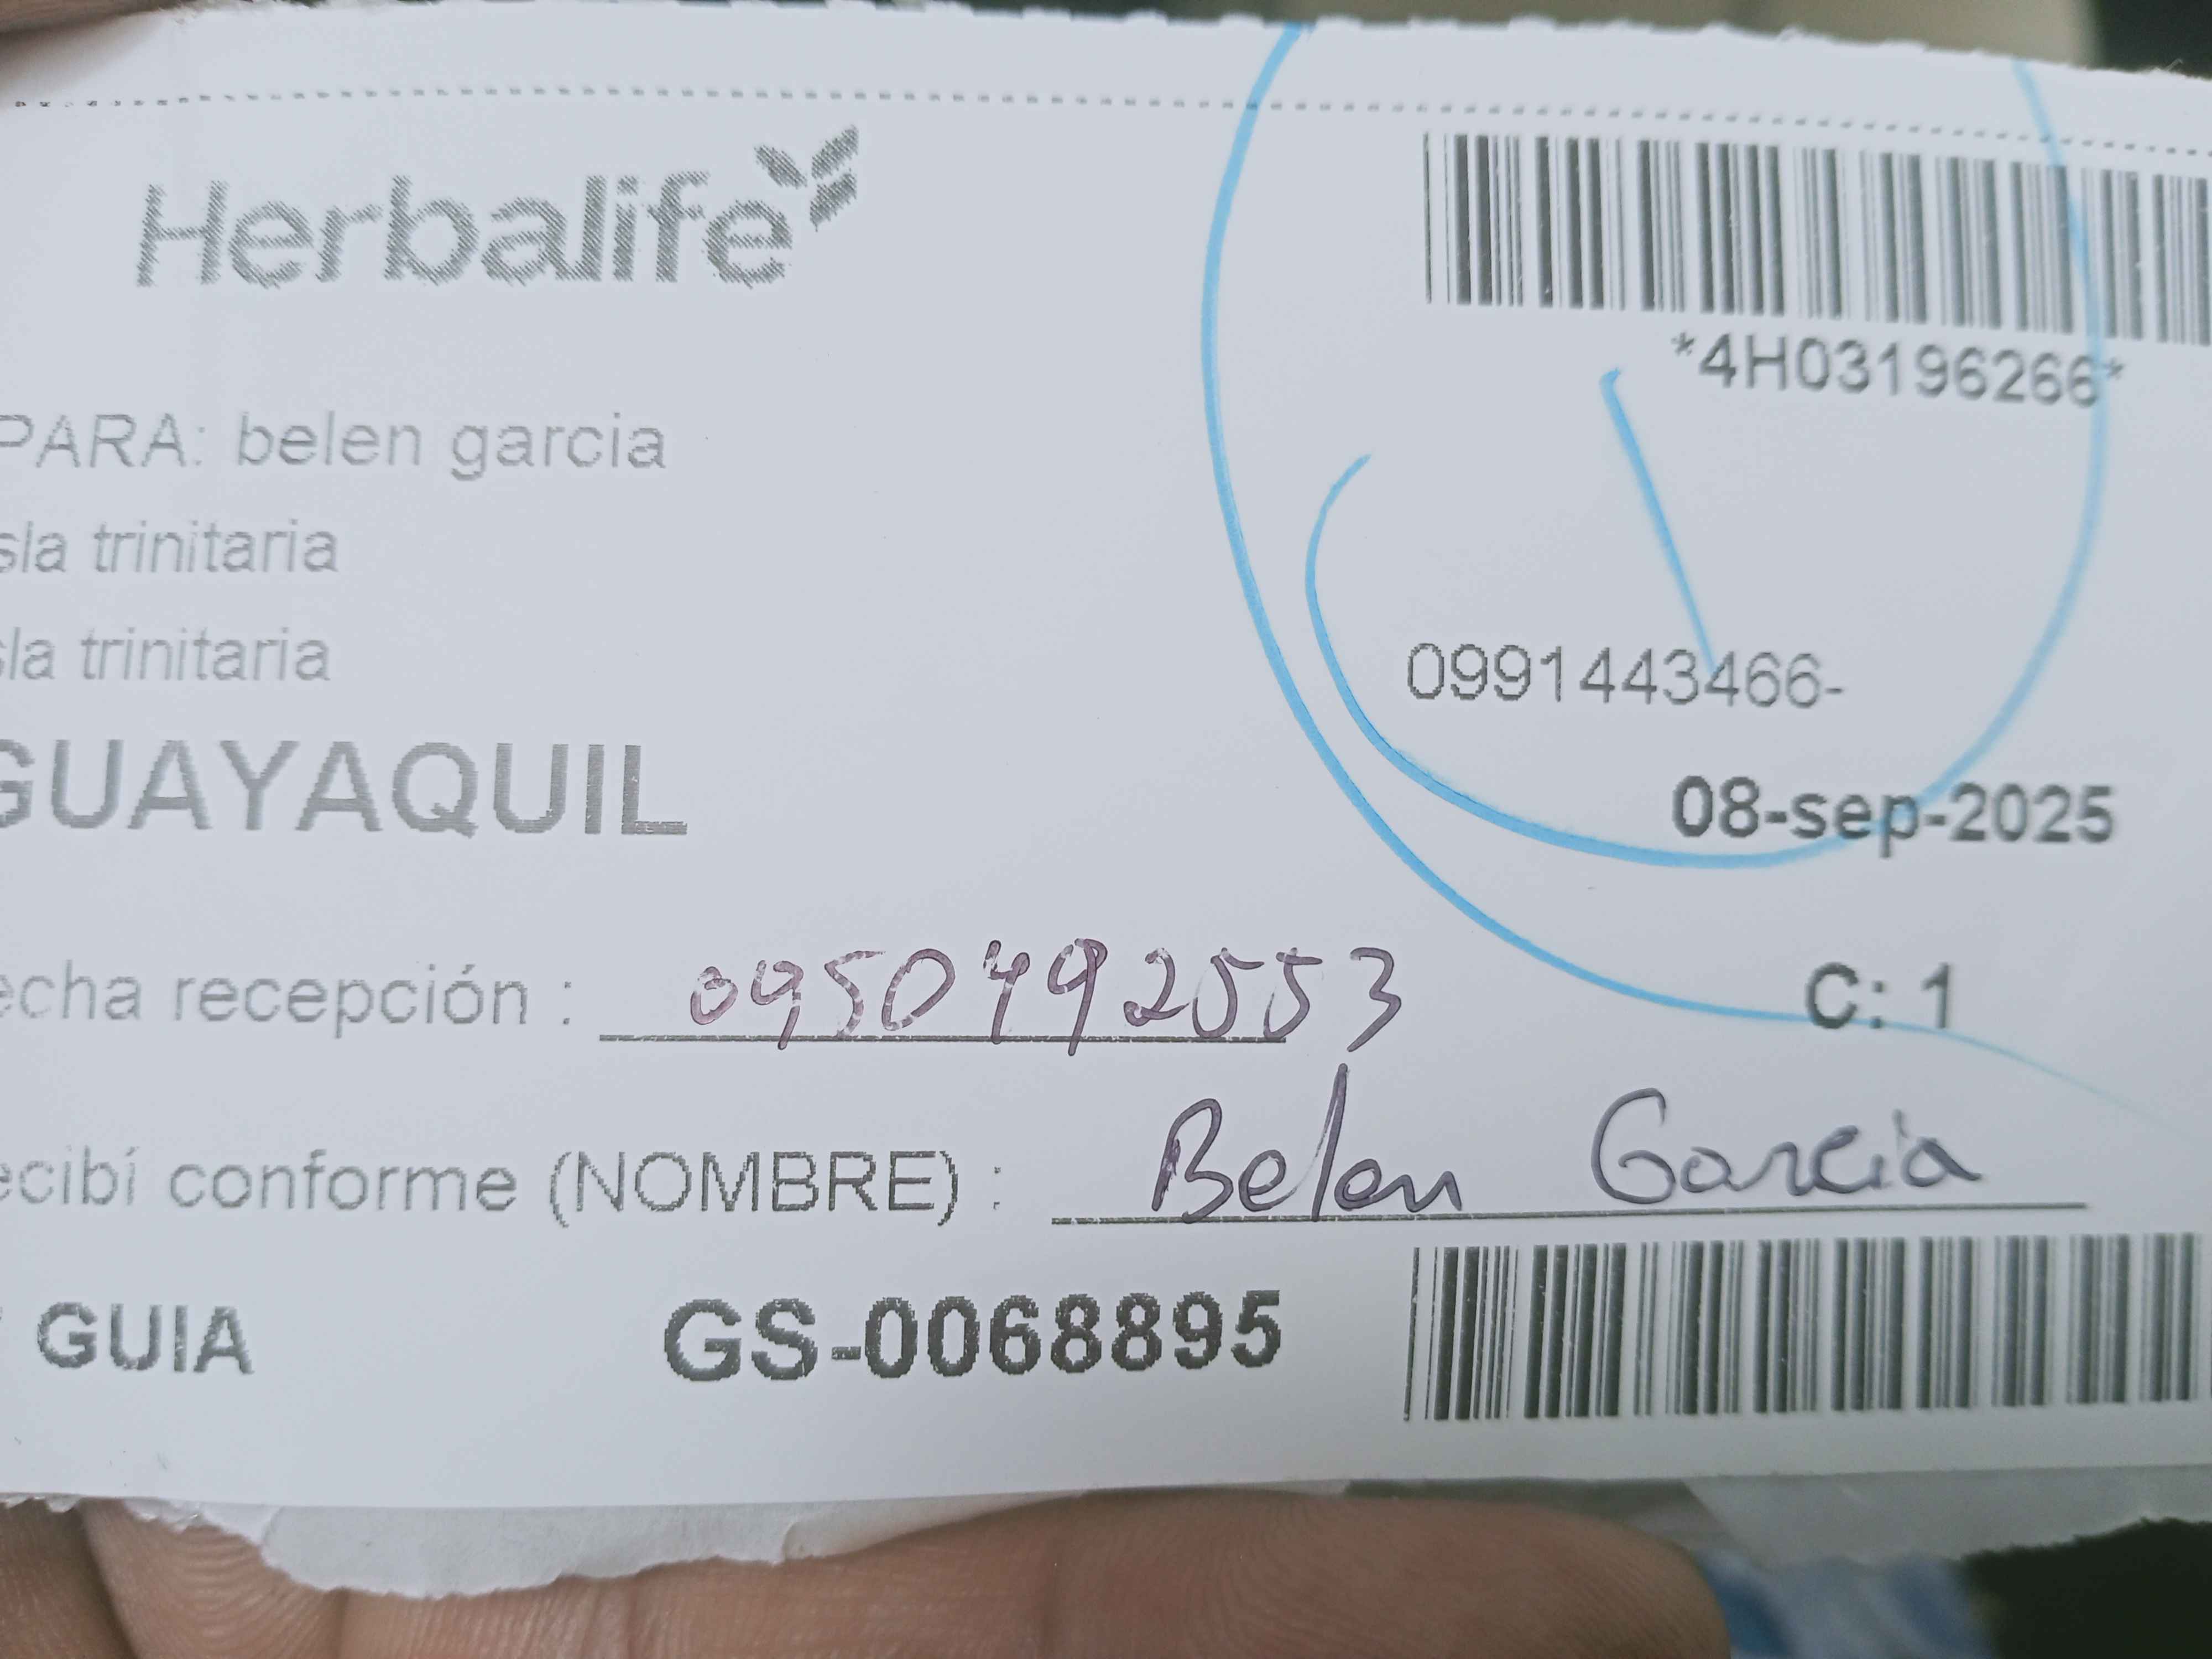 Herbalife
*4H03196266*
PARA: belen garcia
sla trinitaria
sla trinitaria
0991443466-
GUAYAQUIL
08-sep-2025
echa recepción : 0950492553
C: 1
ecibí conforme (NOMBRE) : Belen Garcia
GUIA GS-0068895